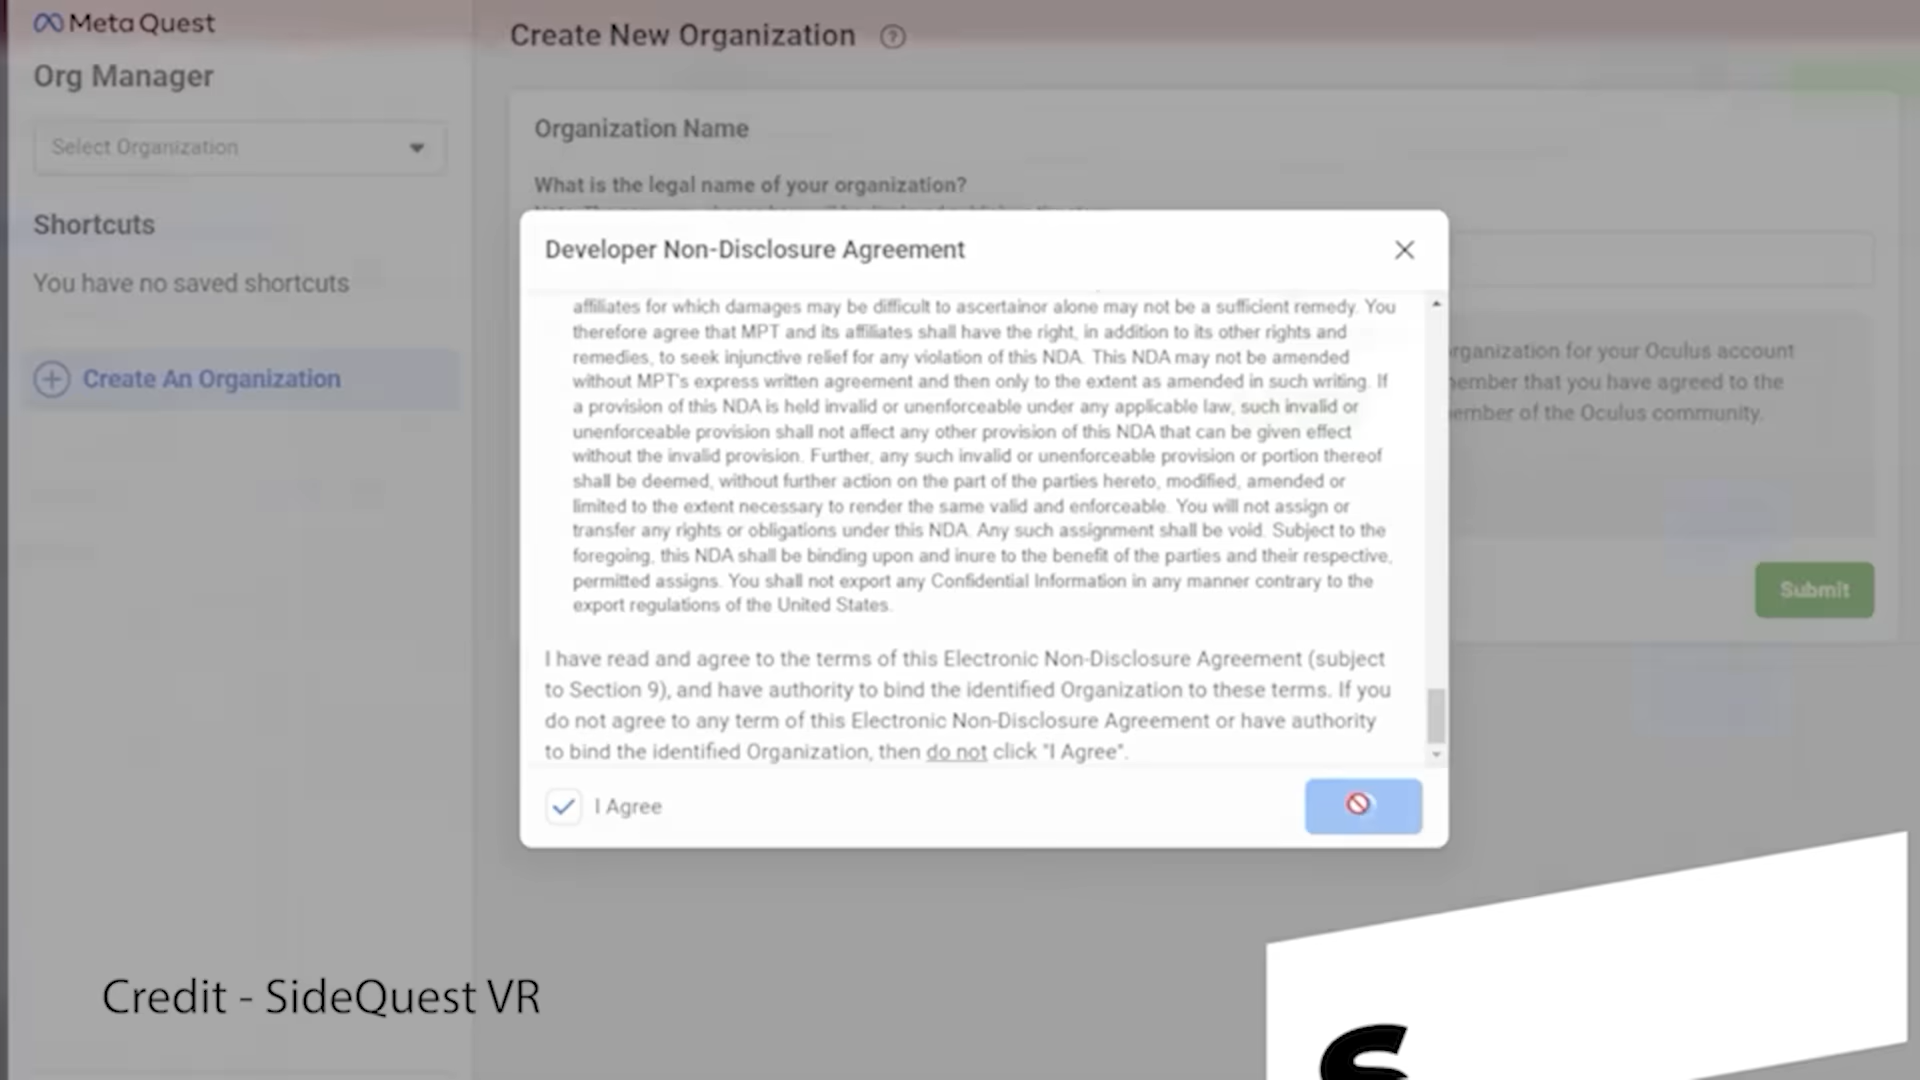 Meta Quest
Org Manager
Select Organization
Shortcuts
You have no saved shortcuts
Create An Organization
Create New Organization
Organization Name
What is the legal name of your organization?
Developer Non-Disclosure Agreement
affiliates for which damages may be difficult to ascertainor alone may not be a sufficient remedy. You
therefore agree that MPT and its affiliates shall have the right, in addition to its other rights and
remedies, to seek injunctive relief for any violation of this NDA. This NDA may not be amended
without MPT's express written agreement and then only to the extent as amended in such writing. If
a provision of this NDA is held invalid or unenforceable under any applicable law, such invalid or
unenforceable provision shall not affect any other provision of this NDA that can be given effect
without the invalid provision. Further, any such invalid or unenforceable provision or portion thereof
shall be deemed, without further action on the part of the parties hereto, modified, amended or
limited to the extent necessary to render the same valid and enforceable. You will not assign or
transfer any rights or obligations under this NDA. Any such assignment shall be void. Subject to the
foregoing, this NDA shall be binding upon and inure to the benefit of the parties and their respective,
permitted assigns. You shall not export any Confidential Information in any manner contrary to the
export regulations of the United States.
I have read and agree to the terms of this Electronic Non-Disclosure Agreement (subject
to Section 9), and have authority to bind the identified Organization to these terms. If you
do not agree to any term of this Electronic Non-Disclosure Agreement or have authority
to bind the identified Organization, then do not click "I Agree".
I Agree
rganization for your Oculus account
ember that you have agreed to the
ember of the Oculus community.
Submit
Credit - SideQuest VR
S